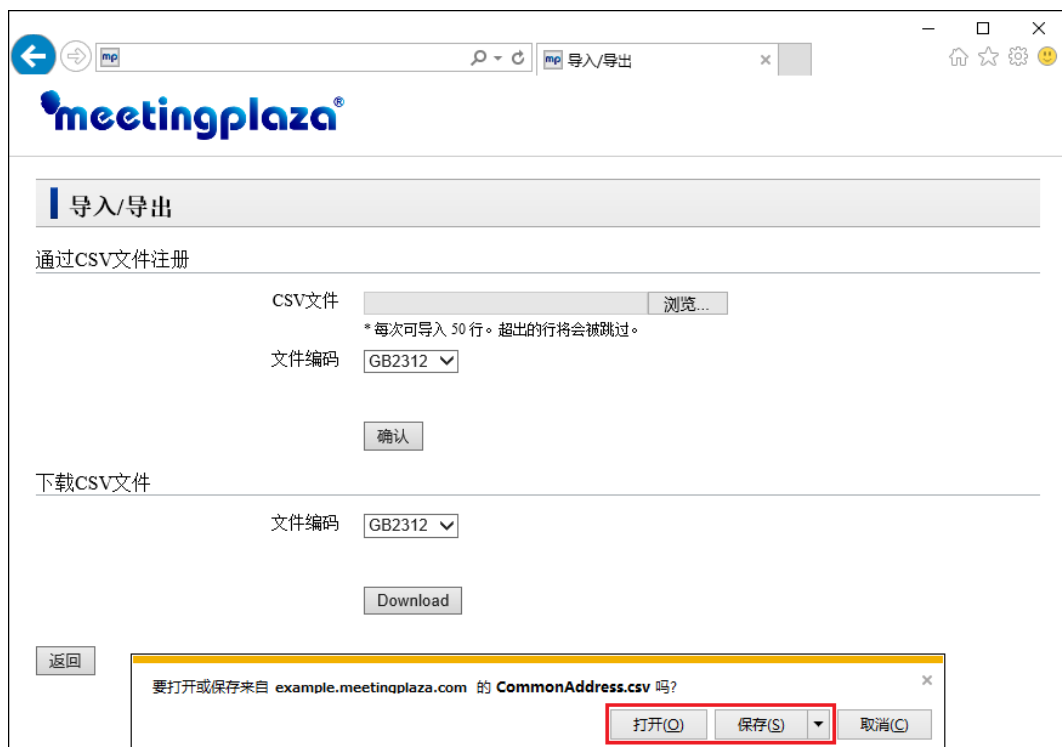 mp
mp 导入/导出
meetingplaza®
导入/导出
通过CSV文件注册
CSV文件 浏览...
* 每次可导入 50 行。超出的行将会被跳过。
文件编码 GB2312
确认
下载CSV文件
文件编码 GB2312
Download
返回
要打开或保存来自 example.meetingplaza.com 的 CommonAddress.csv 吗?
打开(O) 保存(S) 取消(C)